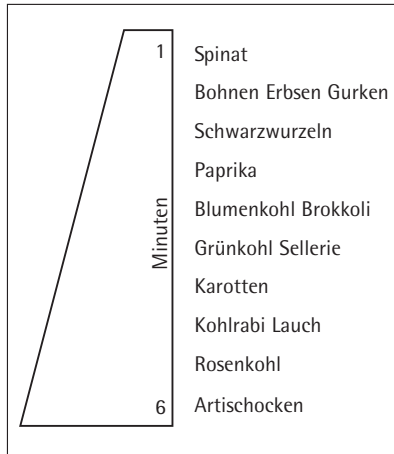 1 Spinat
Bohnen Erbsen Gurken
Schwarzwurzeln
Paprika
Blumenkohl Brokkoli
Minuten
Grünkohl Sellerie
Karotten
Kohlrabi Lauch
Rosenkohl
6 Artischocken